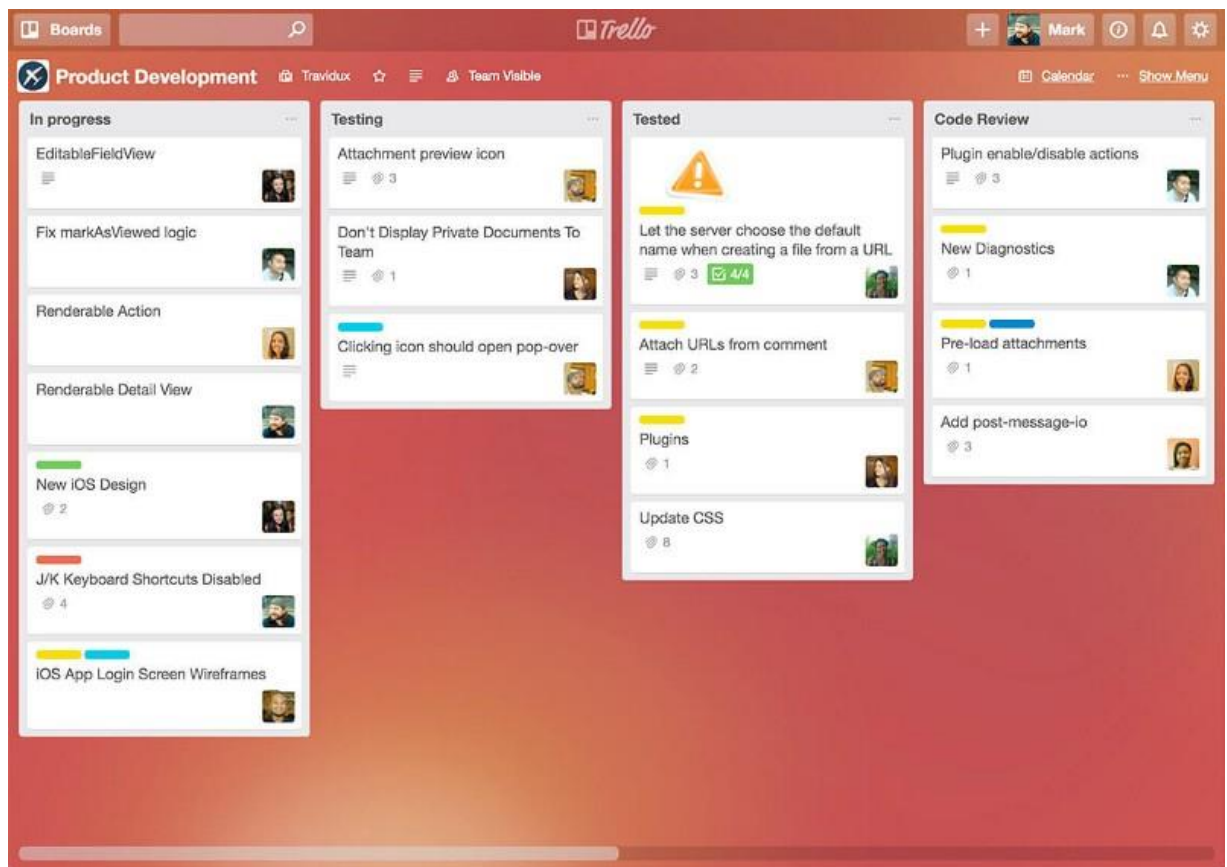 Boards
Trello
Mark
Product Development Travidux Team Visible
Calendar ... Show Menu
In progress
EditableFieldView
Fix markAsViewed logic
Renderable Action
Renderable Detail View
New iOS Design
2
J/K Keyboard Shortcuts Disabled
4
iOS App Login Screen Wireframes
Testing
Attachment preview icon
3
Don't Display Private Documents To
Team
1
Clicking icon should open pop-over
Tested
Let the server choose the default
name when creating a file from a URL
3 4/4
Attach URLs from comment
2
Plugins
1
Update CSS
8
Code Review
Plugin enable/disable actions
3
New Diagnostics
1
Pre-load attachments
1
Add post-message-io
3